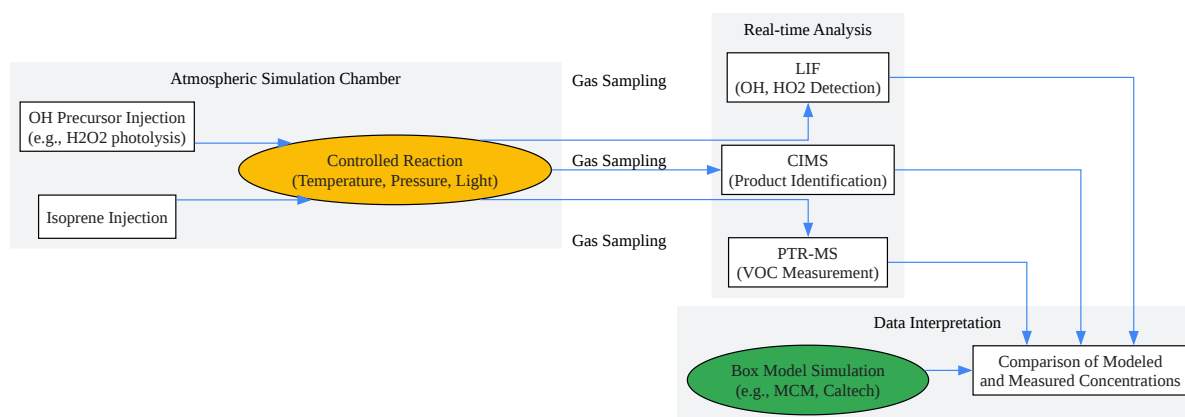 Real-time Analysis
Atmospheric Simulation Chamber
Gas Sampling
LIF
(OH, HO2 Detection)
OH Precursor Injection
(e.g., H2O2 photolysis)
Controlled Reaction
(Temperature, Pressure, Light)
Gas Sampling
CIMS
(Product Identification)
Isoprene Injection
Gas Sampling
PTR-MS
(VOC Measurement)
Data Interpretation
Box Model Simulation
(e.g., MCM, Caltech)
Comparison of Modeled
and Measured Concentrations